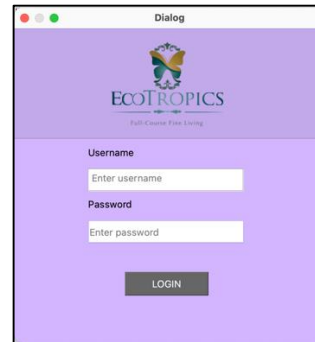 Dialog
EcoTropics
Full-Course Fine Living
Username
Enter username
Password
Enter password
LOGIN